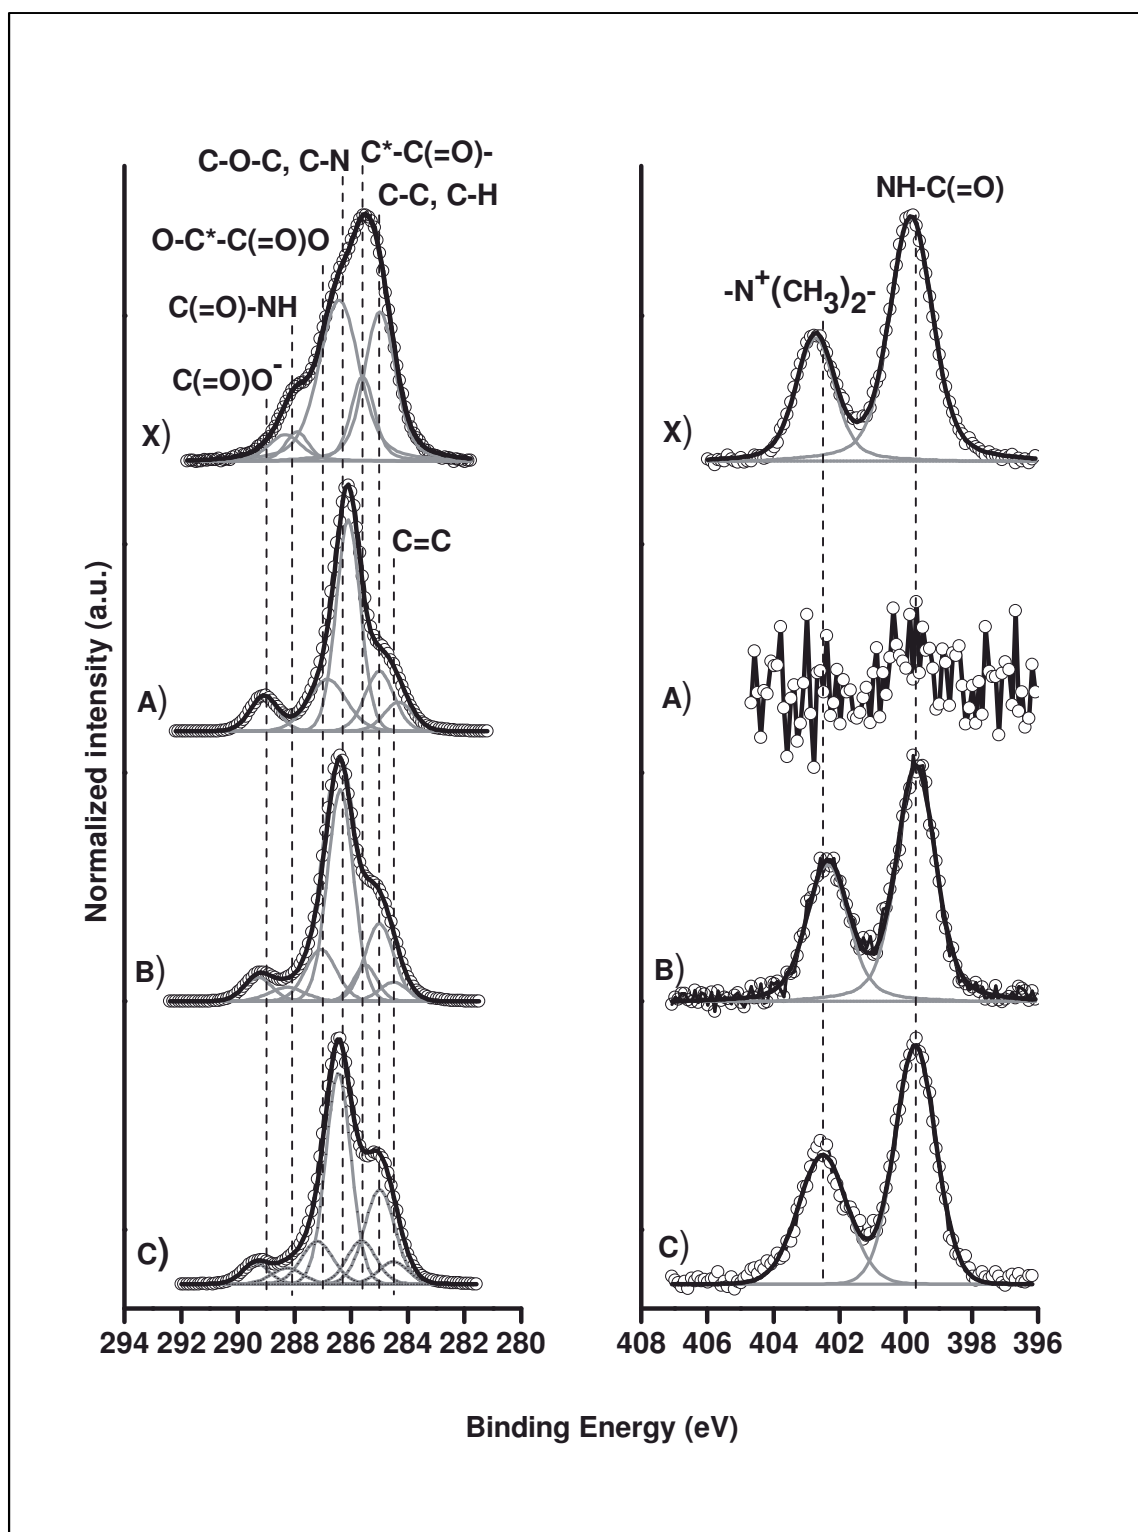 C-O-C, C-N
C*-C(=O)-
C-C, C-H
O-C*-C(=O)O
C(=O)-NH
C(=O)O-
X)
C=C
A)
B)
C)
294 292 290 288 286 284 282 280
NH-C(=O)
-N+(CH3)2-
X)
A)
B)
C)
408 406 404 402 400 398 396
Normalized intensity (a.u.)
Binding Energy (eV)